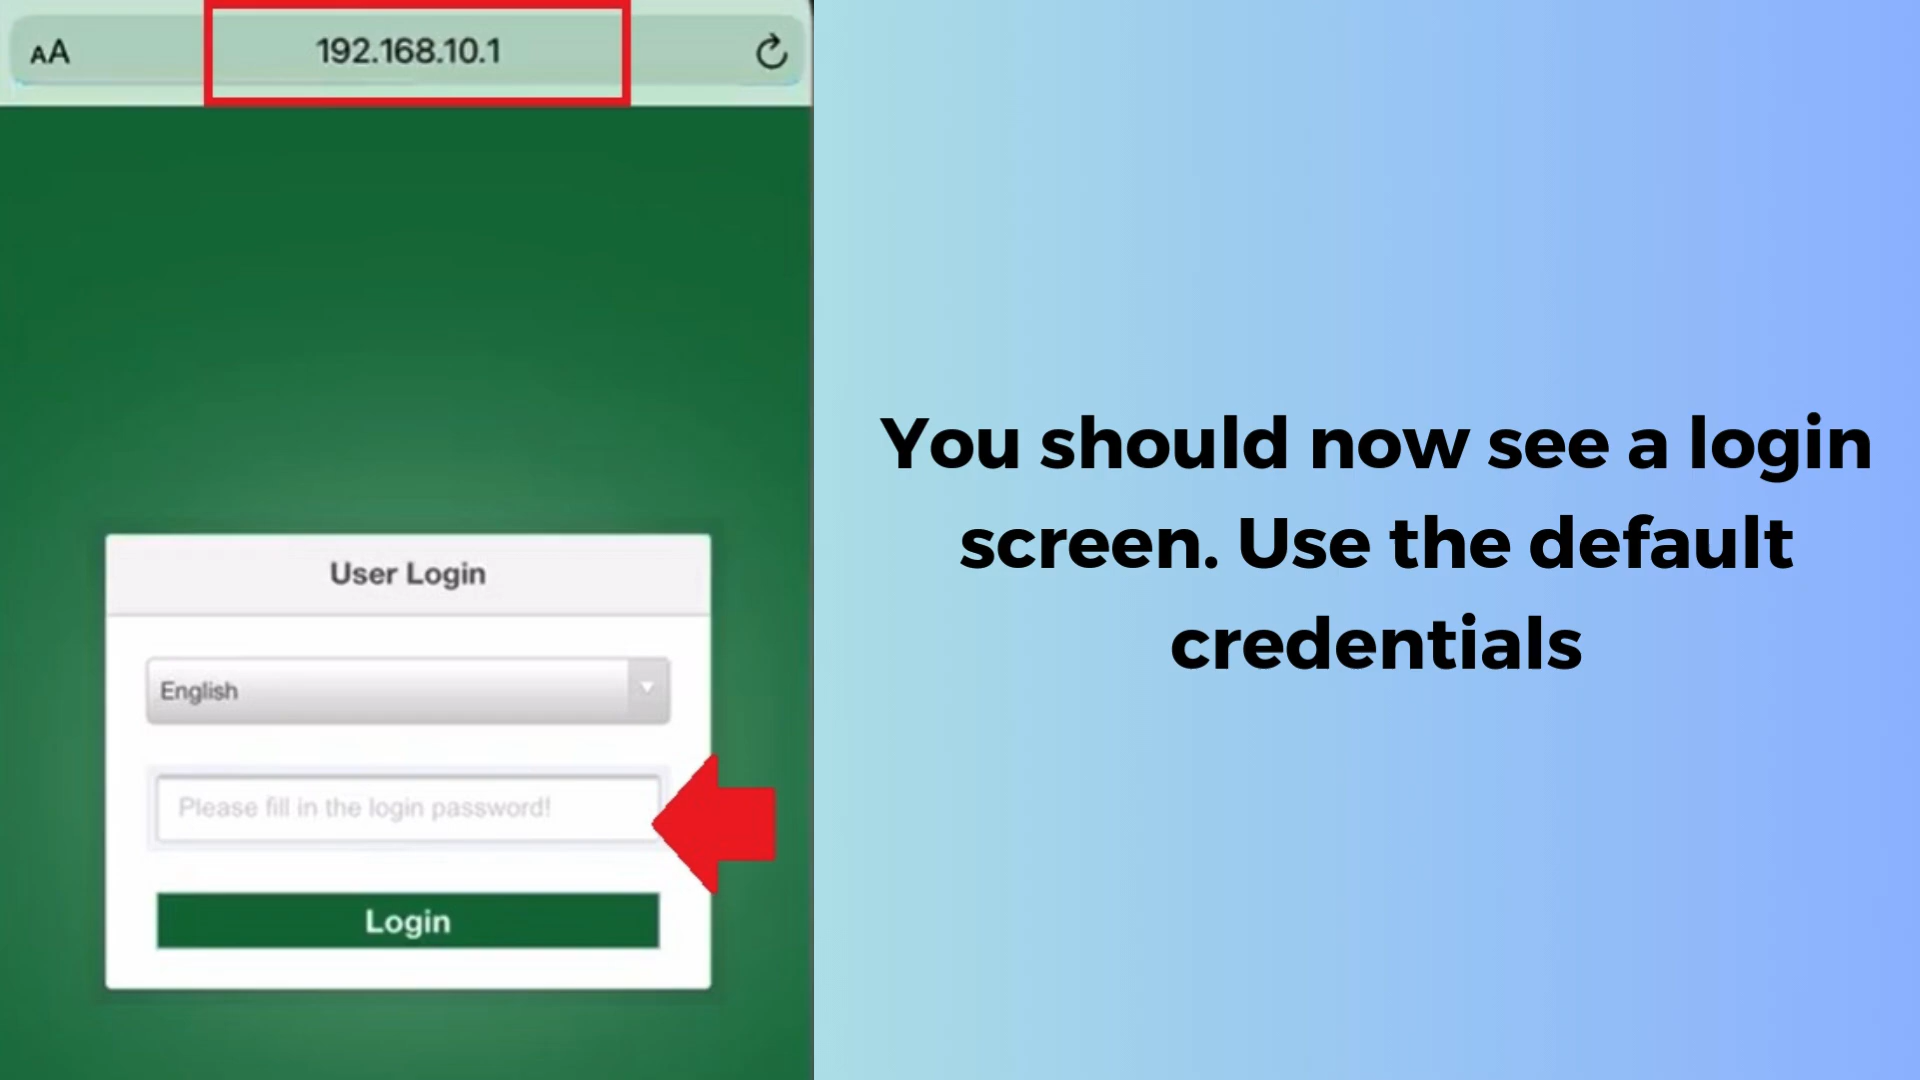 AA
192.168.10.1
User Login
English
Please fill in the login password!
Login
You should now see a login
screen. Use the default
credentials